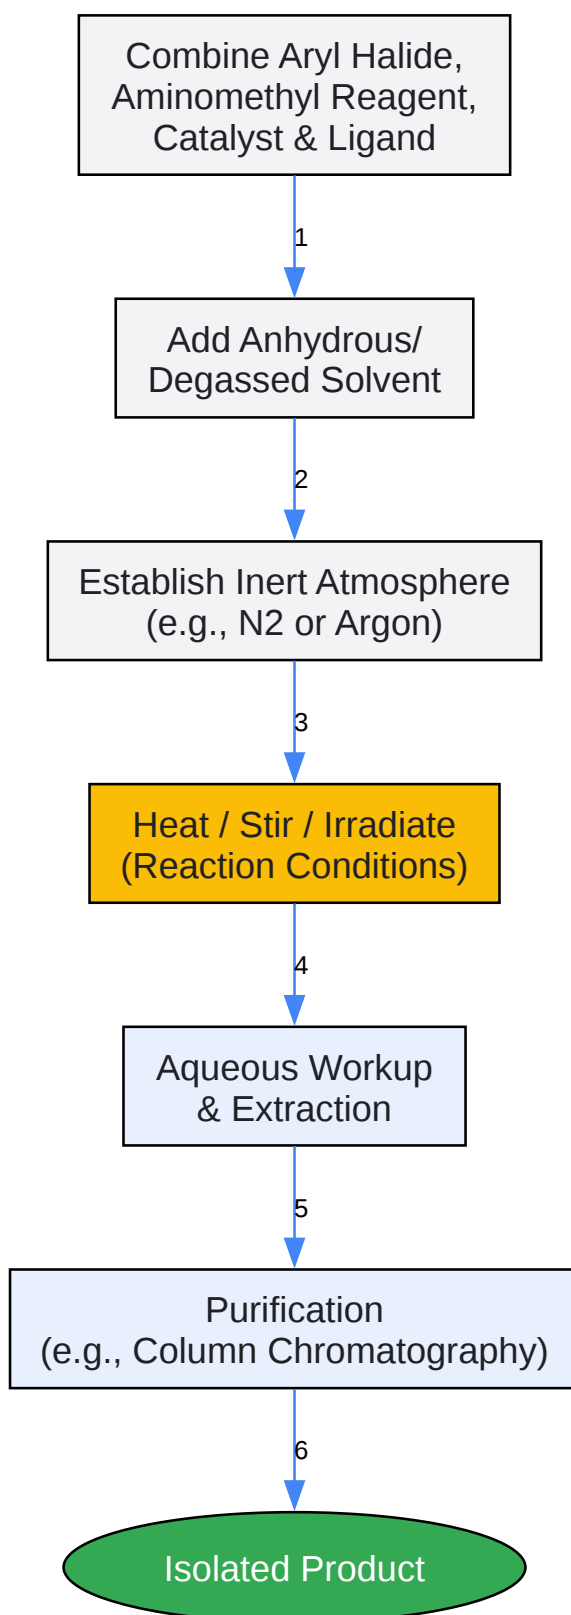 Combine Aryl Halide,
Aminomethyl Reagent,
Catalyst & Ligand
1
Add Anhydrous/
Degassed Solvent
2
Establish Inert Atmosphere
(e.g., N2 or Argon)
3
Heat / Stir / Irradiate
(Reaction Conditions)
4
Aqueous Workup
& Extraction
5
Purification
(e.g., Column Chromatography)
6
Isolated Product